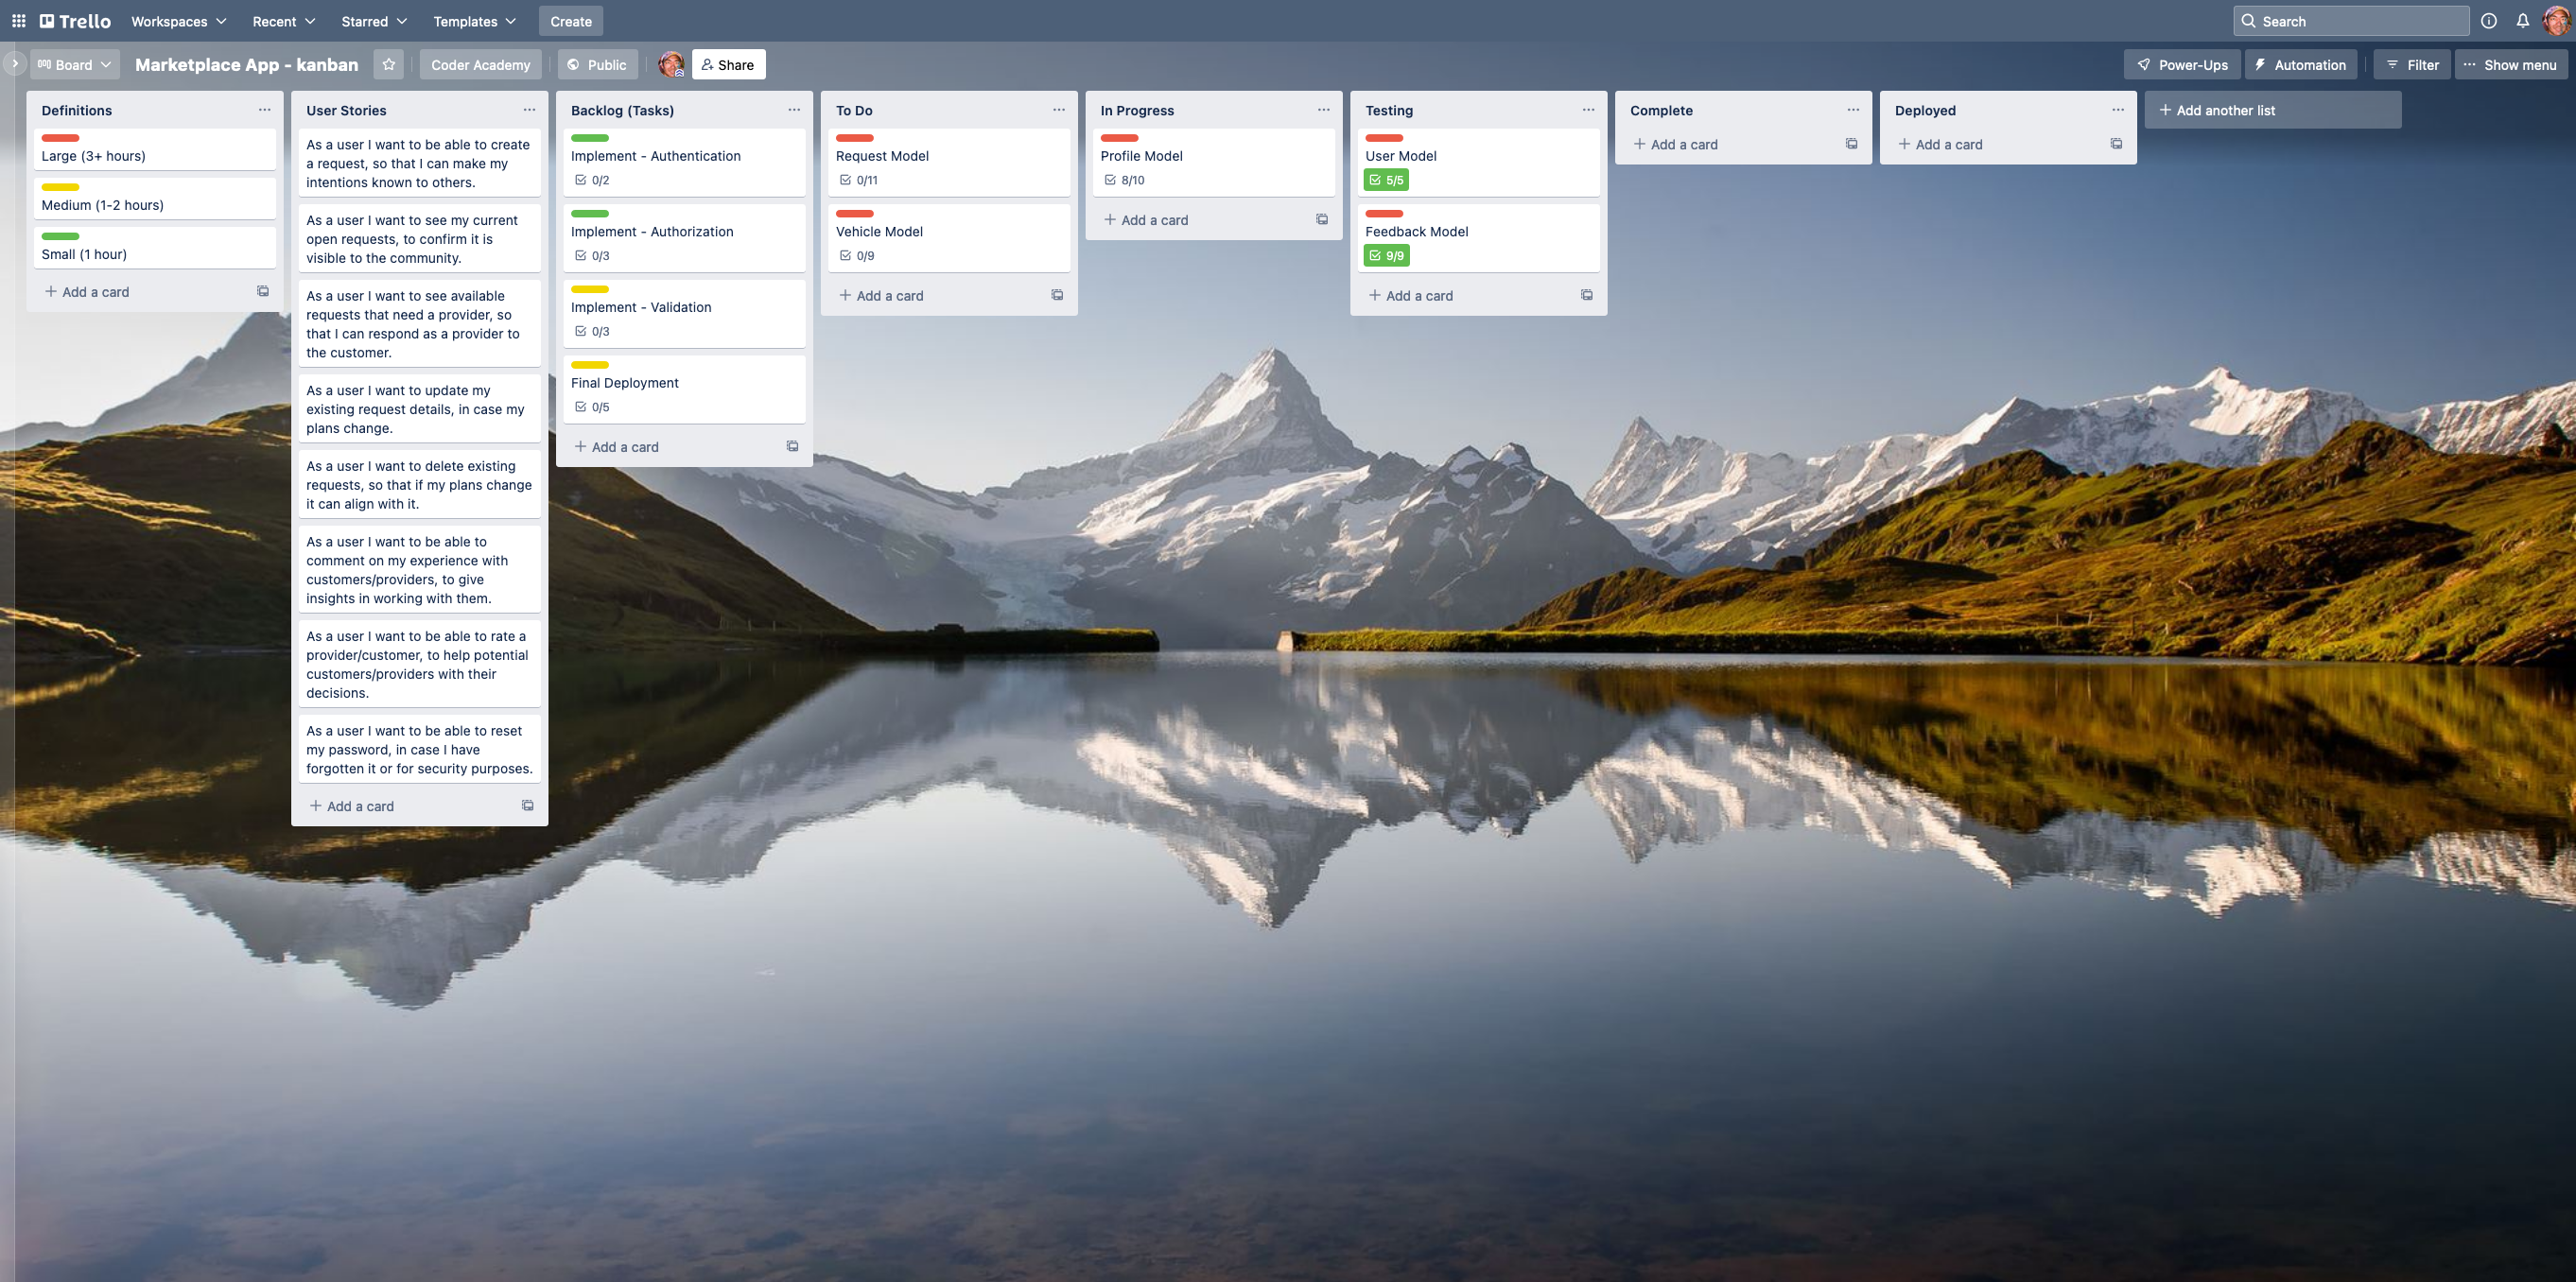 Trello
Workspaces
Recent
Starred
Templates
Create
Search
Board
Marketplace App - kanban
Coder Academy
Public
Share
Power-Ups
Automation
Filter
Show menu
Definitions
Large (3+ hours)
Medium (1-2 hours)
Small (1 hour)
Add a card
User Stories
As a user I want to be able to create
a request, so that I can make my
intentions known to others.
As a user I want to see my current
open requests, to confirm it is
visible to the community.
As a user I want to see available
requests that need a provider, so
that I can respond as a provider to
the customer.
As a user I want to update my
existing request details, in case my
plans change.
As a user I want to delete existing
requests, so that if my plans change
it can align with it.
As a user I want to be able to
comment on my experience with
customers/providers, to give
insights in working with them.
As a user I want to be able to rate a
provider/customer, to help potential
customers/providers with their
decisions.
As a user I want to be able to reset
my password, in case I have
forgotten it or for security purposes.
Add a card
Backlog (Tasks)
Implement - Authentication
0/2
Implement - Authorization
0/3
Implement - Validation
0/3
Final Deployment
0/5
Add a card
To Do
Request Model
0/11
Vehicle Model
0/9
Add a card
In Progress
Profile Model
8/10
Add a card
Testing
User Model
5/5
Feedback Model
9/9
Add a card
Complete
Add a card
Deployed
Add a card
Add another list